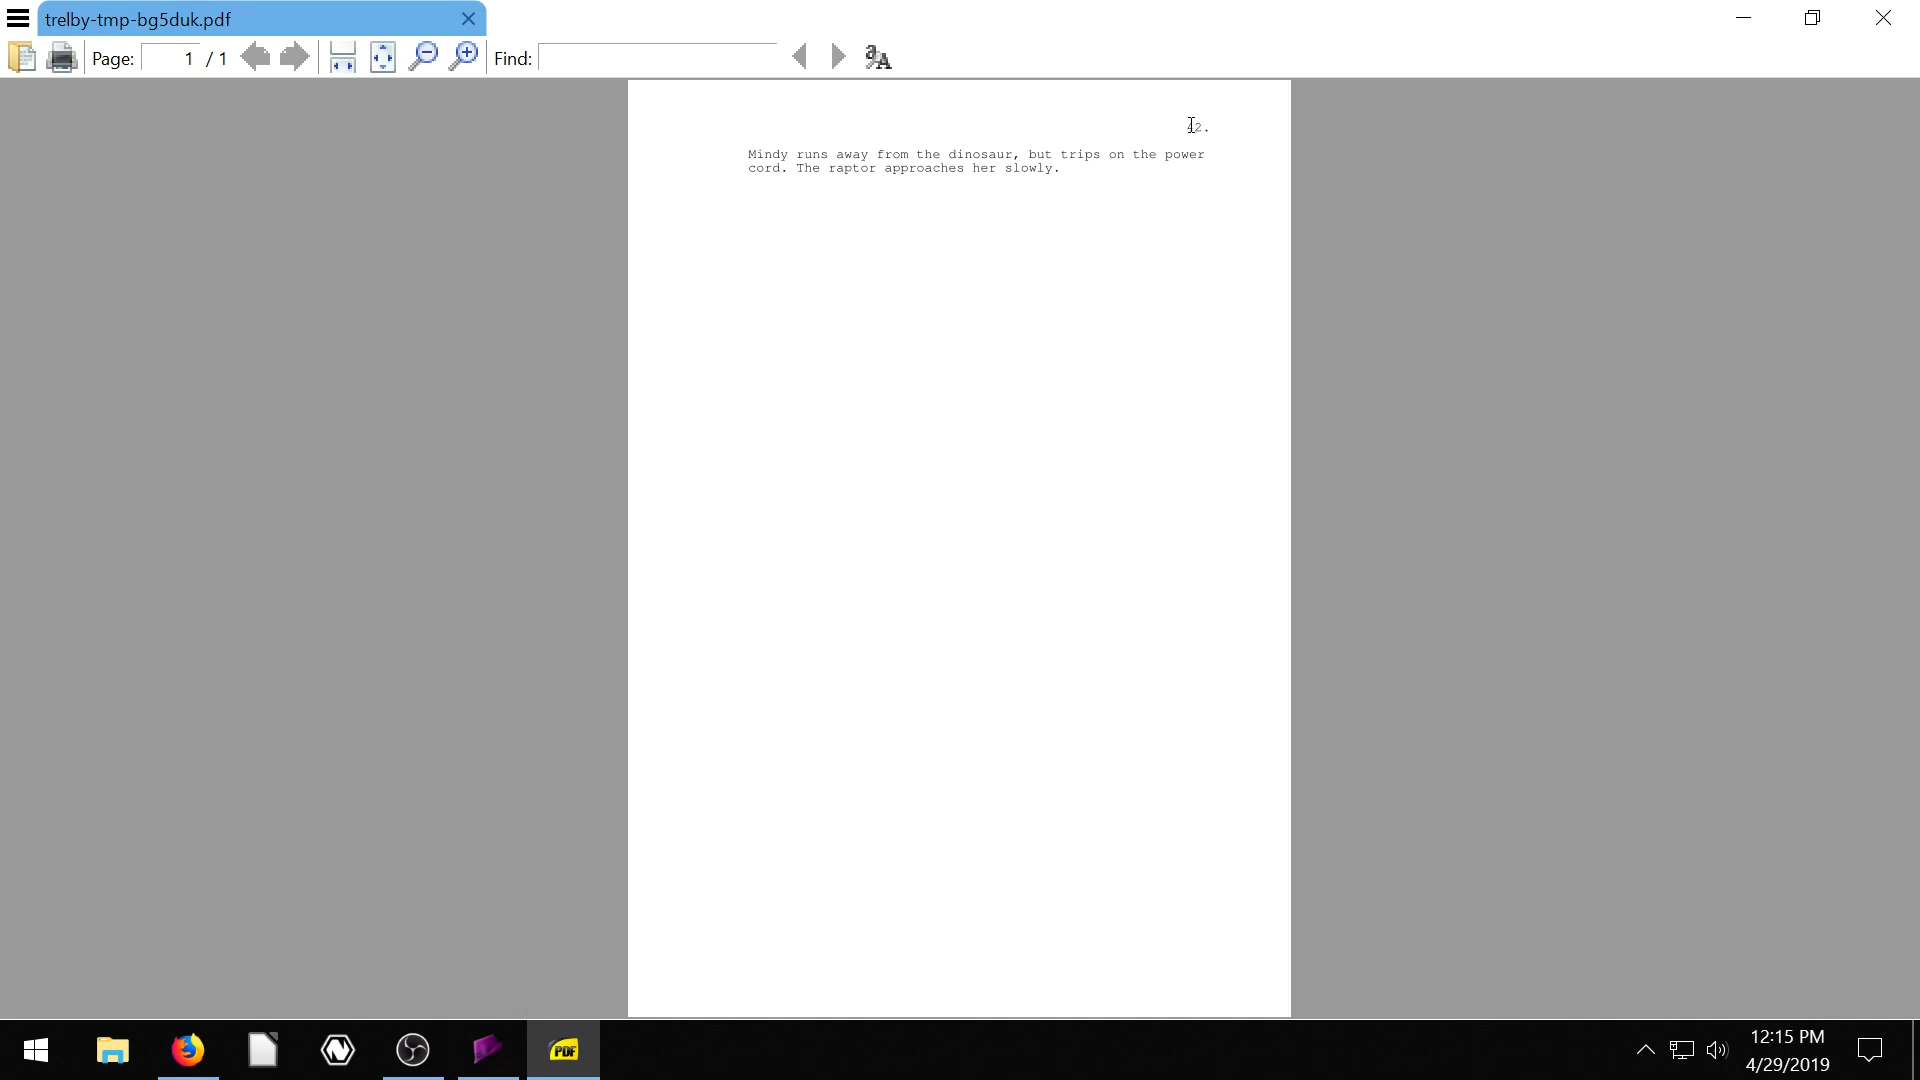 trelby-tmp-bg5duk.pdf
Page: 1 / 1 Find:
2.
Mindy runs away from the dinosaur, but trips on the power
cord. The raptor approaches her slowly.
PDF
12:15 PM
4/29/2019